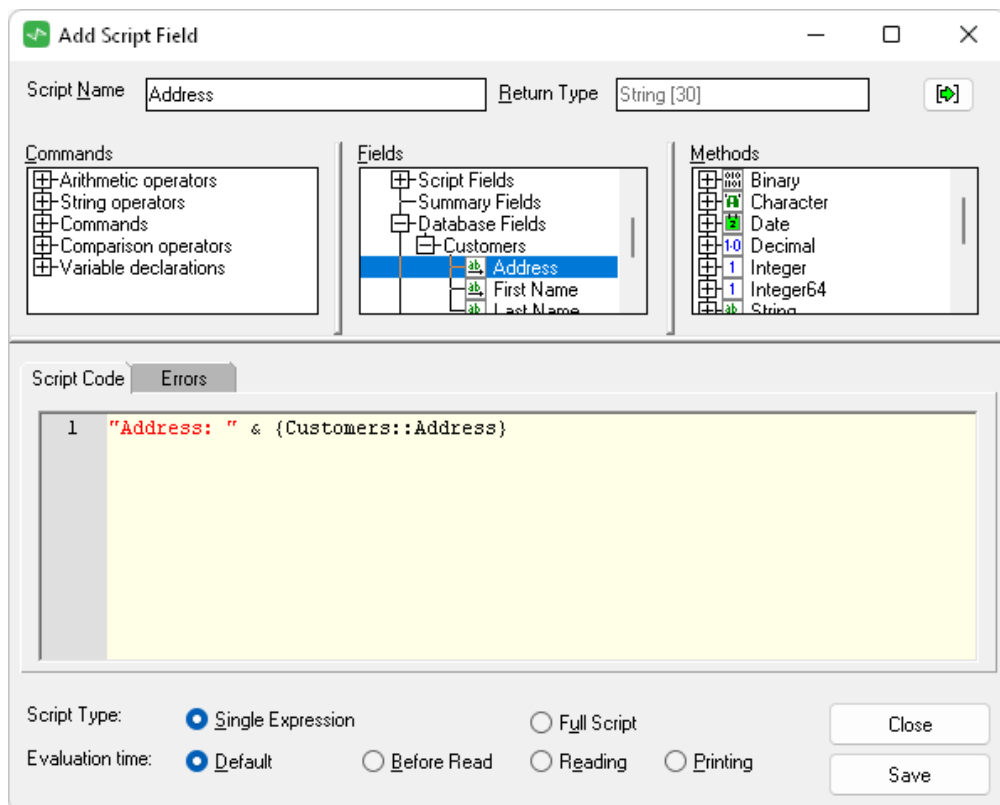 Add Script Field
Script Name Address Return Type String [30]
Commands
Arithmetic operators
String operators
Commands
Comparison operators
Variable declarations
Fields
Script Fields
Summary Fields
Database Fields
Customers
Address
First Name
Last Name
Methods
Binary
Character
Date
Decimal
Integer
Integer64
String
Script Code Errors
1 "Address: " & {Customers::Address}
Script Type: Single Expression Full Script
Evaluation time: Default Before Read Reading Printing
Close
Save